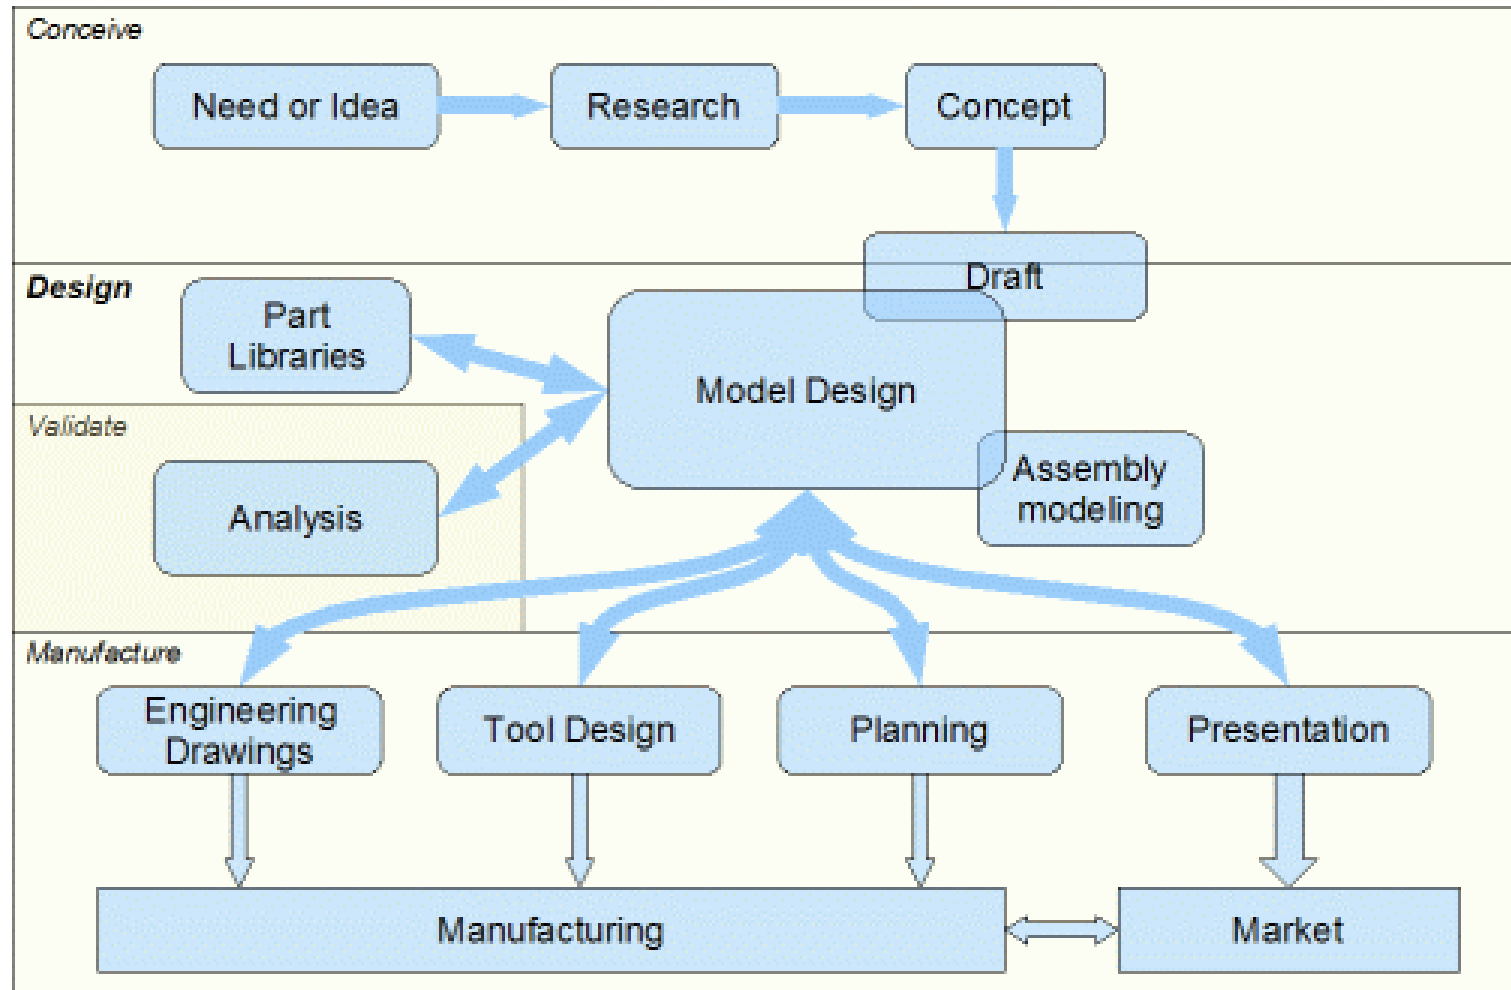 Conceive
Need or Idea
Research
Concept
Draft
Design
Part
Libraries
Model Design
Validate
Analysis
Assembly
modeling
Manufacture
Engineering
Drawings
Tool Design
Planning
Presentation
Manufacturing
Market